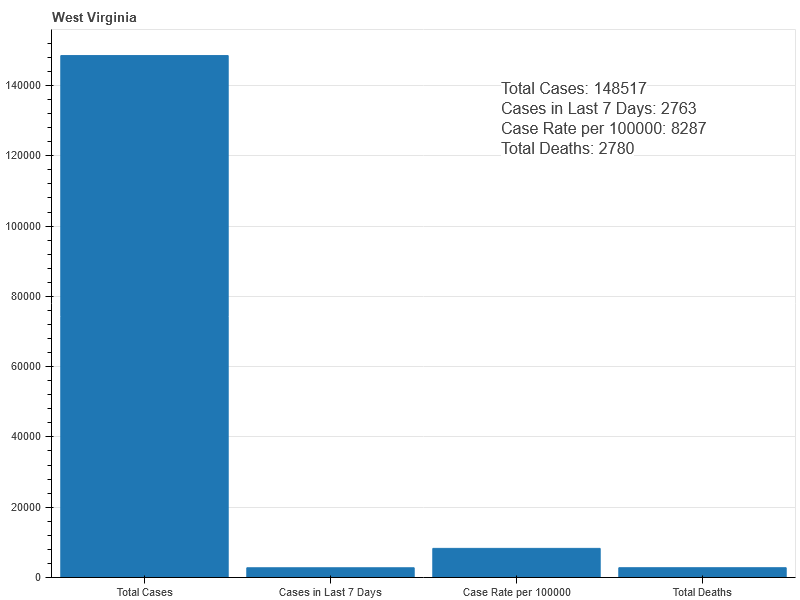 West Virginia
140000
120000
100000
80000
60000
40000
20000
0
Total Cases: 148517
Cases in Last 7 Days: 2763
Case Rate per 100000: 8287
Total Deaths: 2780
Total Cases
Cases in Last 7 Days
Case Rate per 100000
Total Deaths